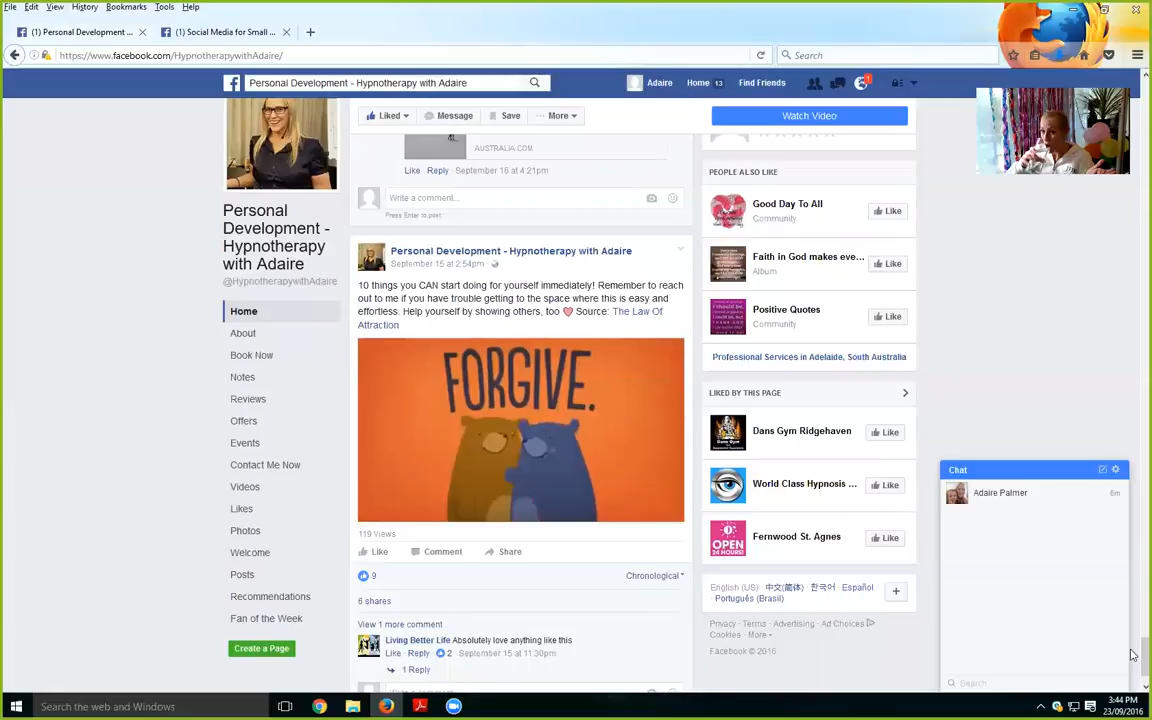 File Edit View History Bookmarks Tools Help
(1) Personal Development ...
(1) Social Media for Small ...
https://www.facebook.com/HypnotherapywithAdaire/
Search
Personal Development - Hypnotherapy with Adaire
Adaire Home 13 Find Friends
1
Liked Message Save ··· More
Watch Video
AUSTRALIA.COM
Like Reply · September 16 at 4:21pm
Write a comment...
Press Enter to post.
Personal
Development -
Hypnotherapy
with Adaire
@HypnotherapywithAdaire
Home
About
Book Now
Notes
Reviews
Offers
Events
Contact Me Now
Videos
Likes
Photos
Welcome
Posts
Recommendations
Fan of the Week
Create a Page
Personal Development - Hypnotherapy with Adaire
September 15 at 2:54pm ·
10 things you CAN start doing for yourself immediately! Remember to reach
out to me if you have trouble getting to the space where this is easy and
effortless. Help yourself by showing others, too ❤ Source: The Law Of
Attraction
FORGIVE.
119 Views
Like Comment Share
9
Chronological
6 shares
View 1 more comment
Living Better Life Absolutely love anything like this
Like · Reply · 2 · September 15 at 11:30pm
1 Reply
PEOPLE ALSO LIKE
Good Day To All
Community
Like
Faith in God makes eve...
Album
Like
Positive Quotes
Community
Like
Professional Services in Adelaide, South Australia
LIKED BY THIS PAGE
Dans Gym Ridgehaven
Like
World Class Hypnosis ...
Like
OPEN
24 HOURS!
Fernwood St. Agnes
Like
English (US) · 中文(简体) · 한국어 · Español
· Português (Brasil)
Privacy · Terms · Advertising · Ad Choices
Cookies · More
Facebook © 2016
Chat
Adaire Palmer 6m
Search
Search the web and Windows
3:44 PM
23/09/2016